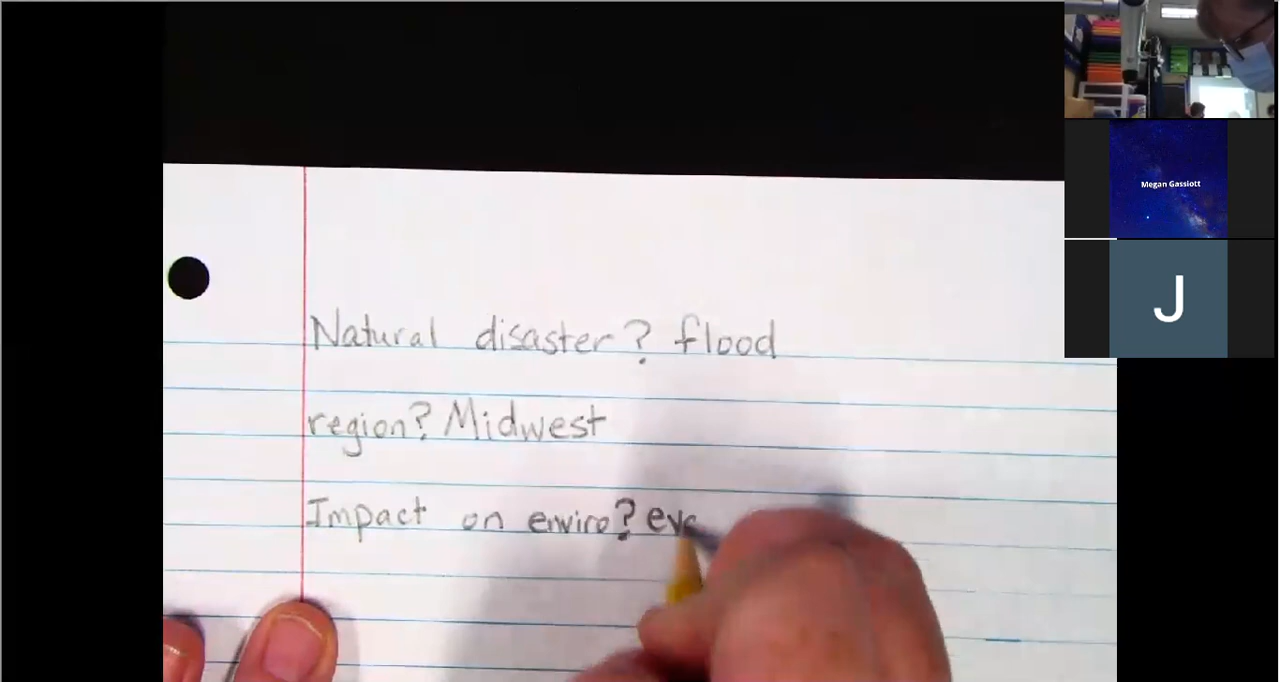 Natural disaster? flood
region? Midwest
Impact on enviro?
Megan Gassiott
J